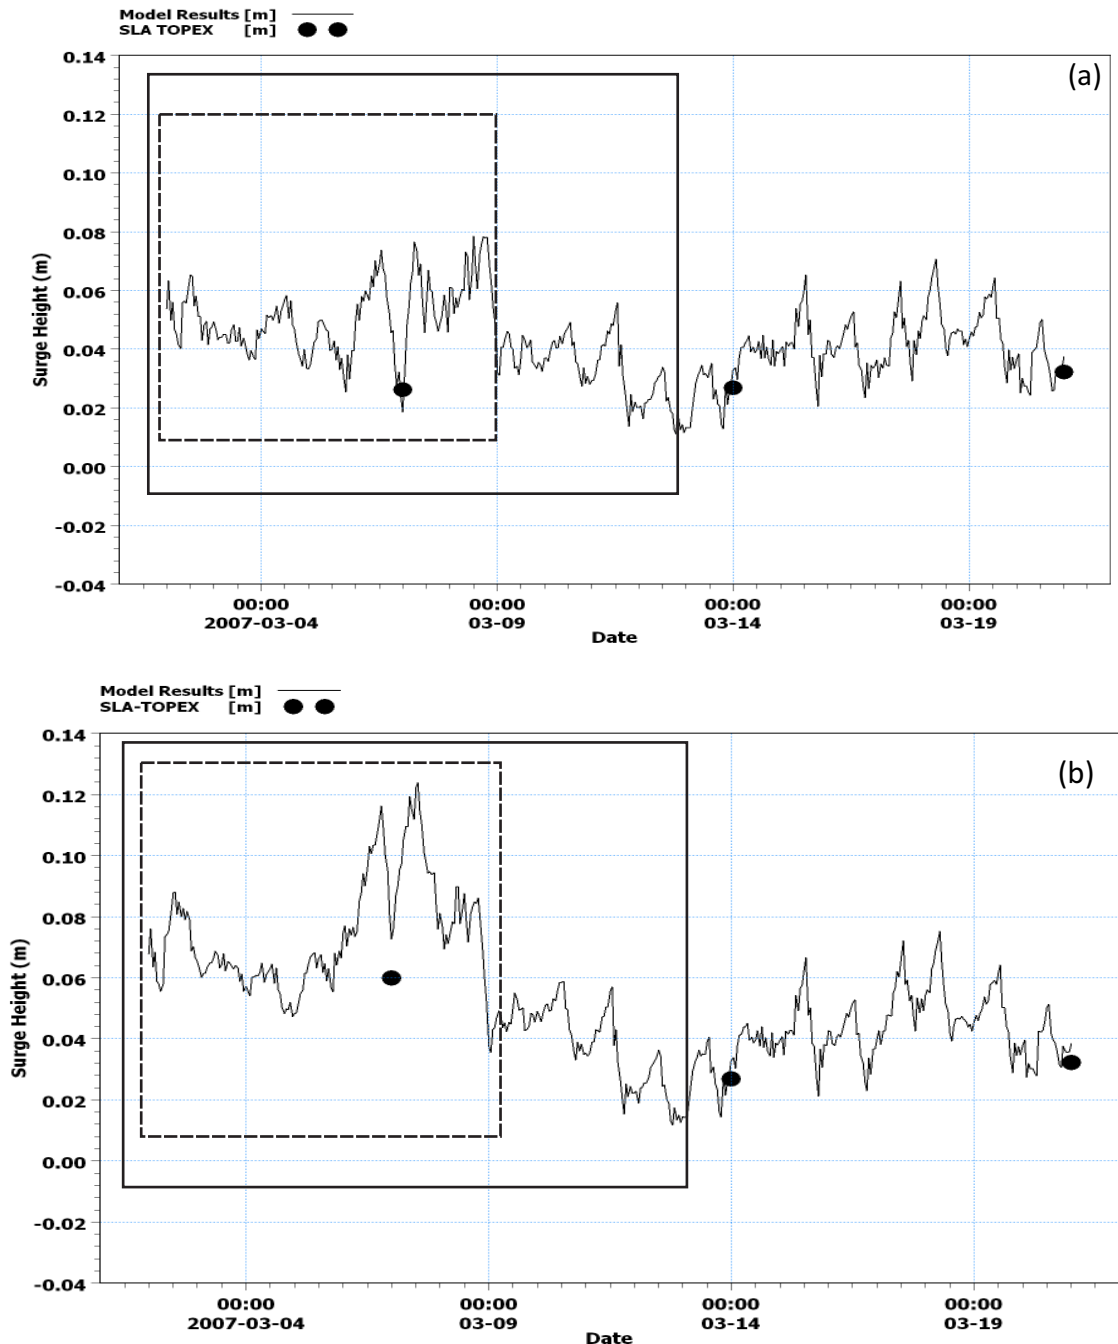 Model Results [m]
SLA TOPEX [m]
(a)
0.14
0.12
0.10
0.08
0.06
0.04
0.02
0.00
-0.02
-0.04
Surge Height (m)
00:00 00:00 00:00 00:00
2007-03-04 03-09 03-14 03-19
Date
Model Results [m]
SLA-TOPEX [m]
(b)
0.14
0.12
0.10
0.08
0.06
0.04
0.02
0.00
-0.02
-0.04
Surge Height (m)
00:00 00:00 00:00 00:00
2007-03-04 03-09 03-14 03-19
Date